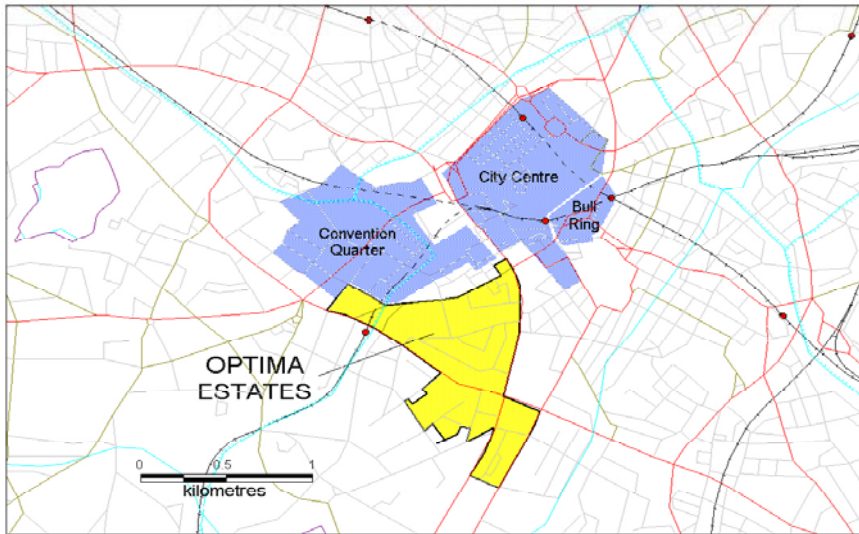 City Centre
Bull
Ring
Convention
Quarter
OPTIMA
ESTATES
0 0.5 1
kilometres